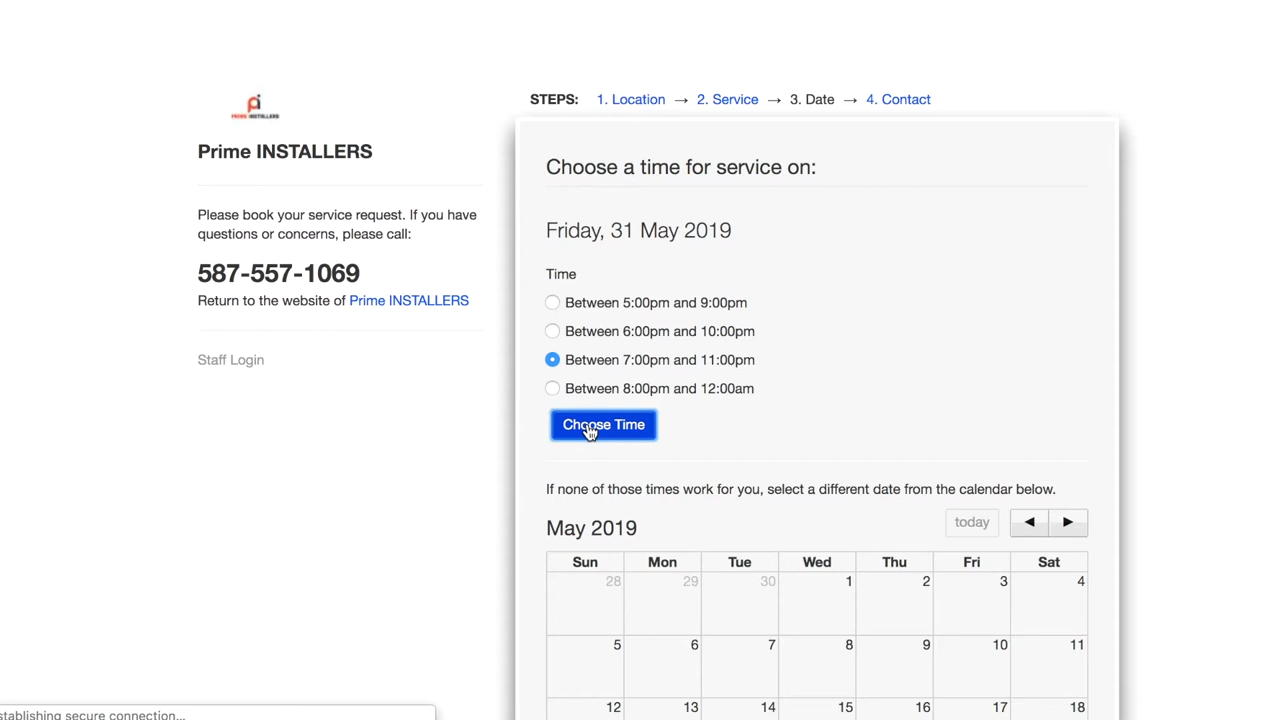 PRIME INSTALLERS
Prime INSTALLERS
Please book your service request. If you have
questions or concerns, please call:
587-557-1069
Return to the website of Prime INSTALLERS
Staff Login
STEPS: 1. Location → 2. Service → 3. Date → 4. Contact
Choose a time for service on:
Friday, 31 May 2019
Time
Between 5:00pm and 9:00pm
Between 6:00pm and 10:00pm
Between 7:00pm and 11:00pm
Between 8:00pm and 12:00am
Choose Time
If none of those times work for you, select a different date from the calendar below.
May 2019
today ◄ ►
Sun Mon Tue Wed Thu Fri Sat
28 29 30 1 2 3 4
5 6 7 8 9 10 11
12 13 14 15 16 17 18
stablishing secure connection...